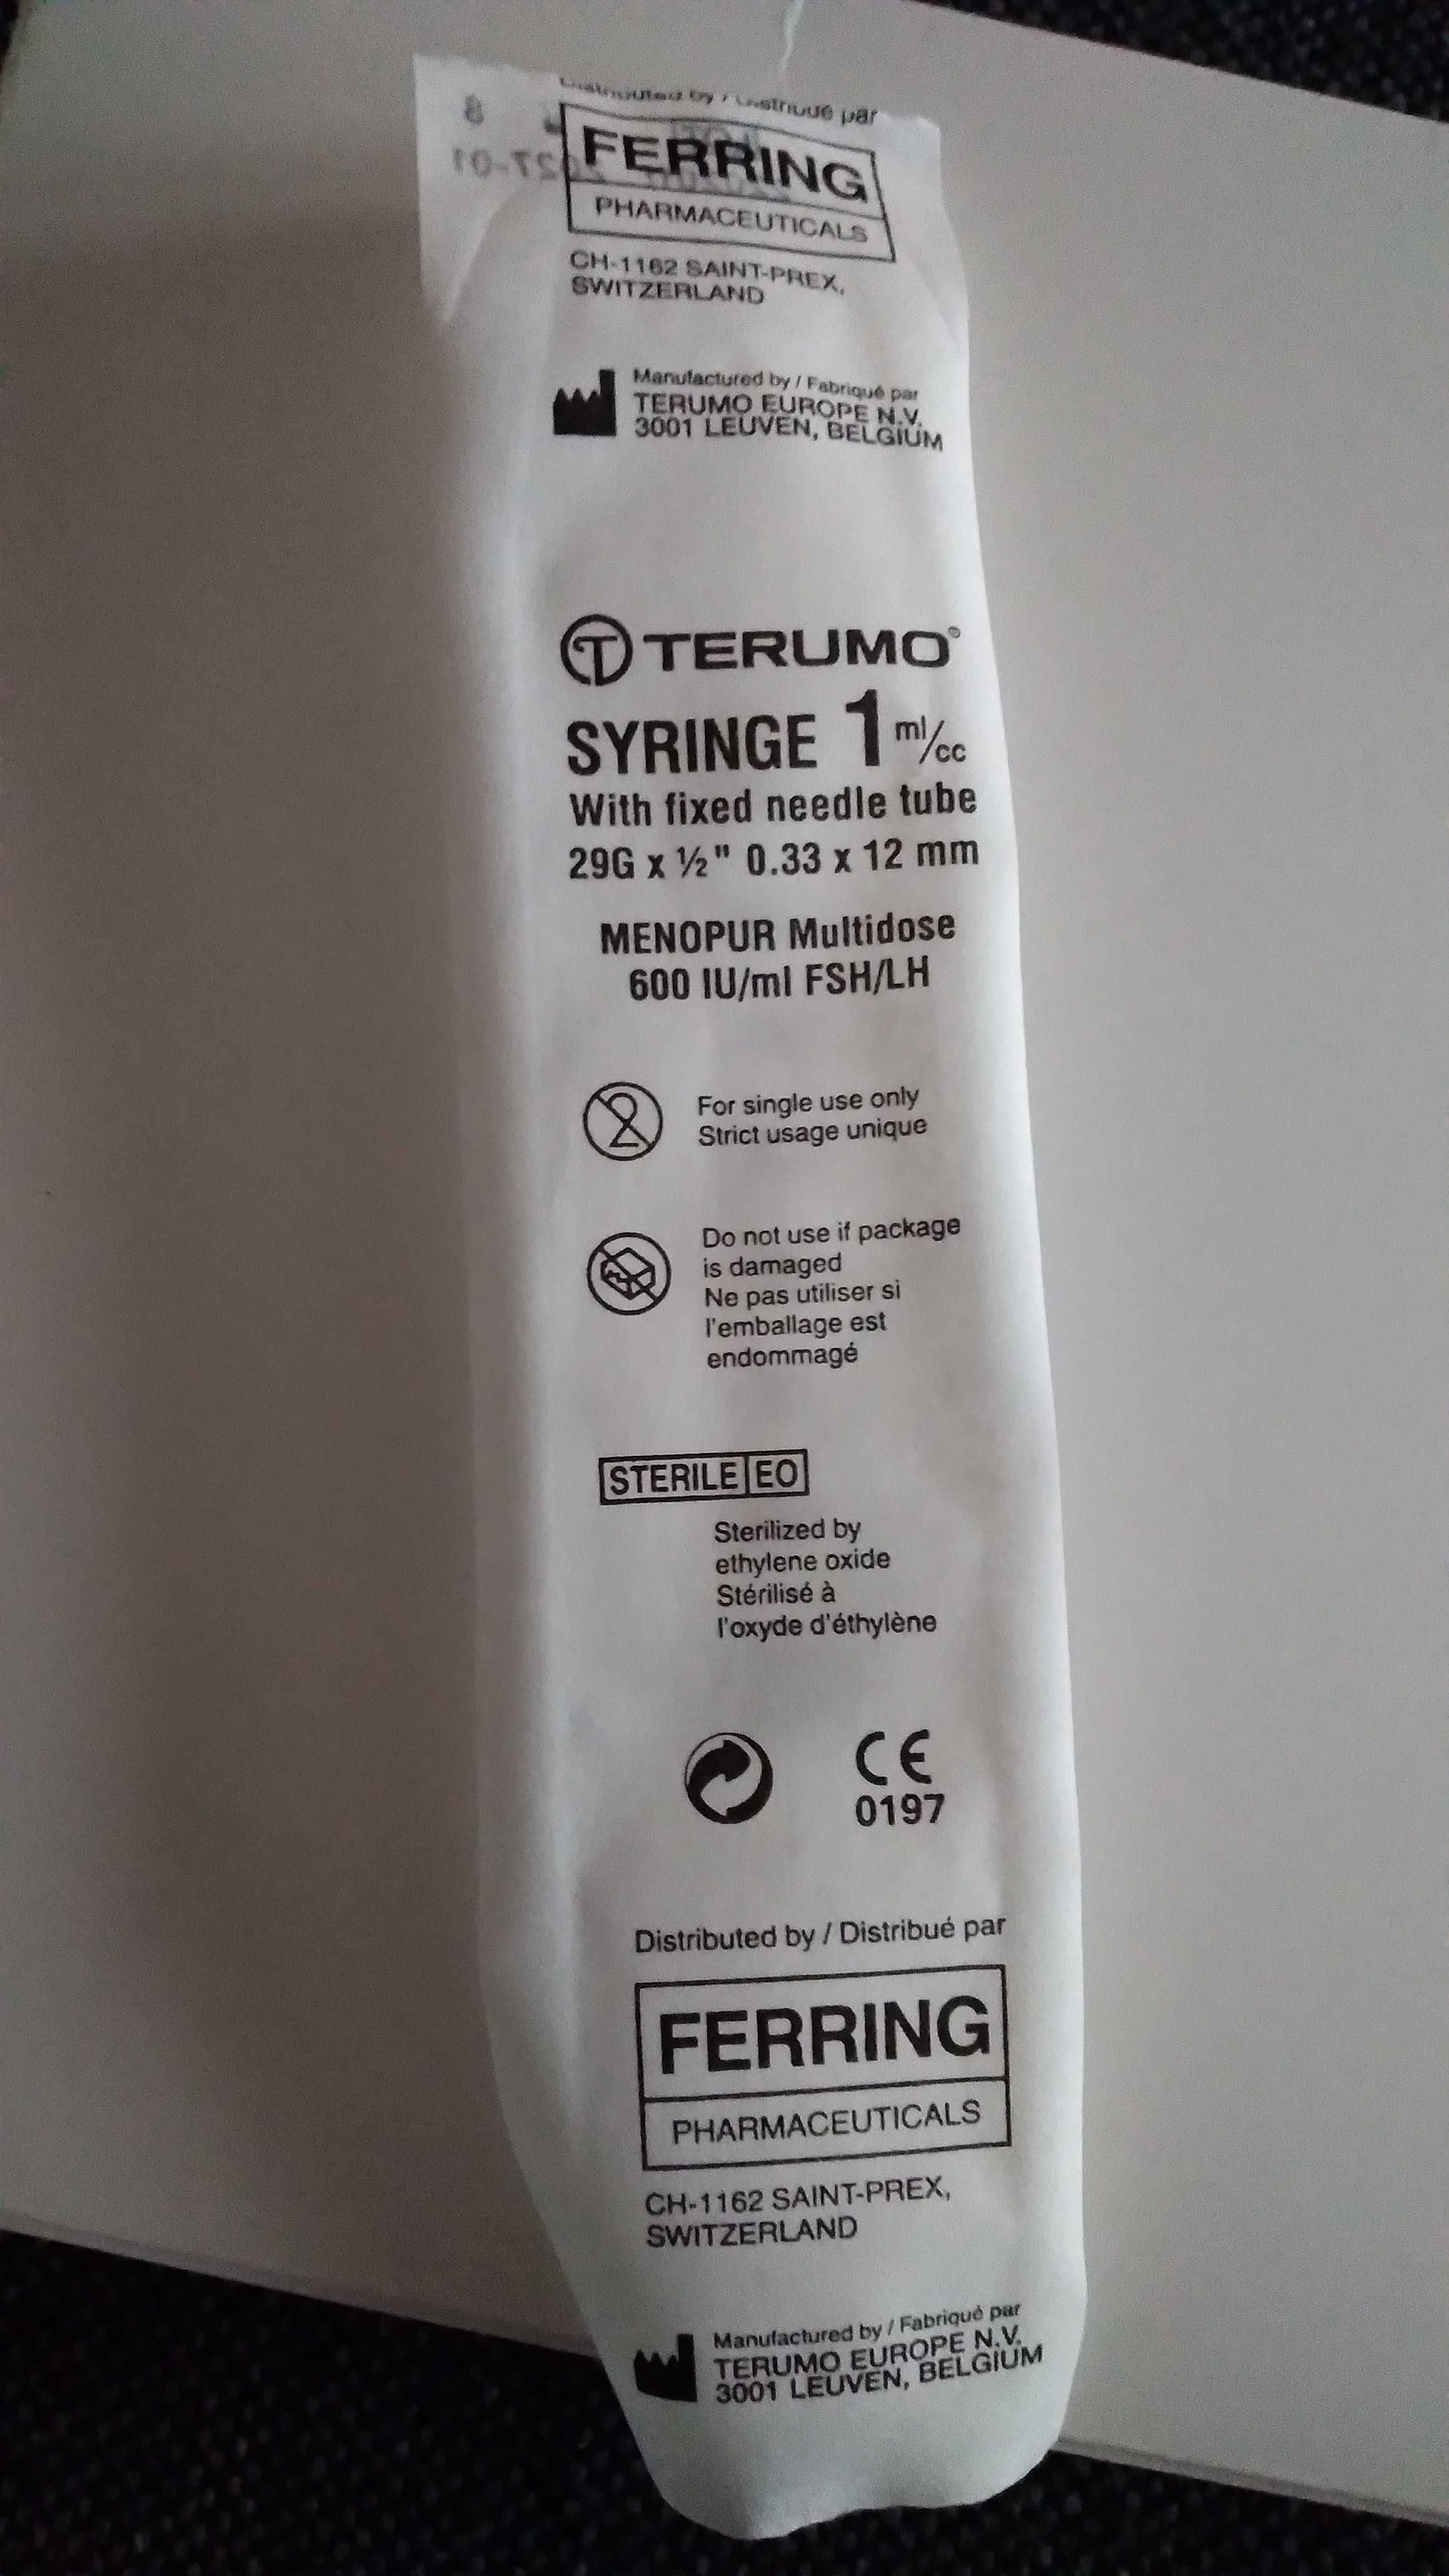 Distributed by / Distribué par
FERRING
PHARMACEUTICALS
CH-1162 SAINT-PREX,
SWITZERLAND
Manufactured by / Fabriqué par
TERUMO EUROPE N.V.
3001 LEUVEN, BELGIUM
T TERUMO®
SYRINGE 1 ml/cc
With fixed needle tube
29G x ½" 0.33 x 12 mm
MENOPUR Multidose
600 IU/ml FSH/LH
2
For single use only
Strict usage unique
Do not use if package
is damaged
Ne pas utiliser si
l'emballage est
endommagé
STERILE EO
Sterilized by
ethylene oxide
Stérilisé à
l'oxyde d'éthylène
CE
0197
Distributed by / Distribué par
FERRING
PHARMACEUTICALS
CH-1162 SAINT-PREX,
SWITZERLAND
Manufactured by / Fabriqué par
TERUMO EUROPE N.V.
3001 LEUVEN, BELGIUM